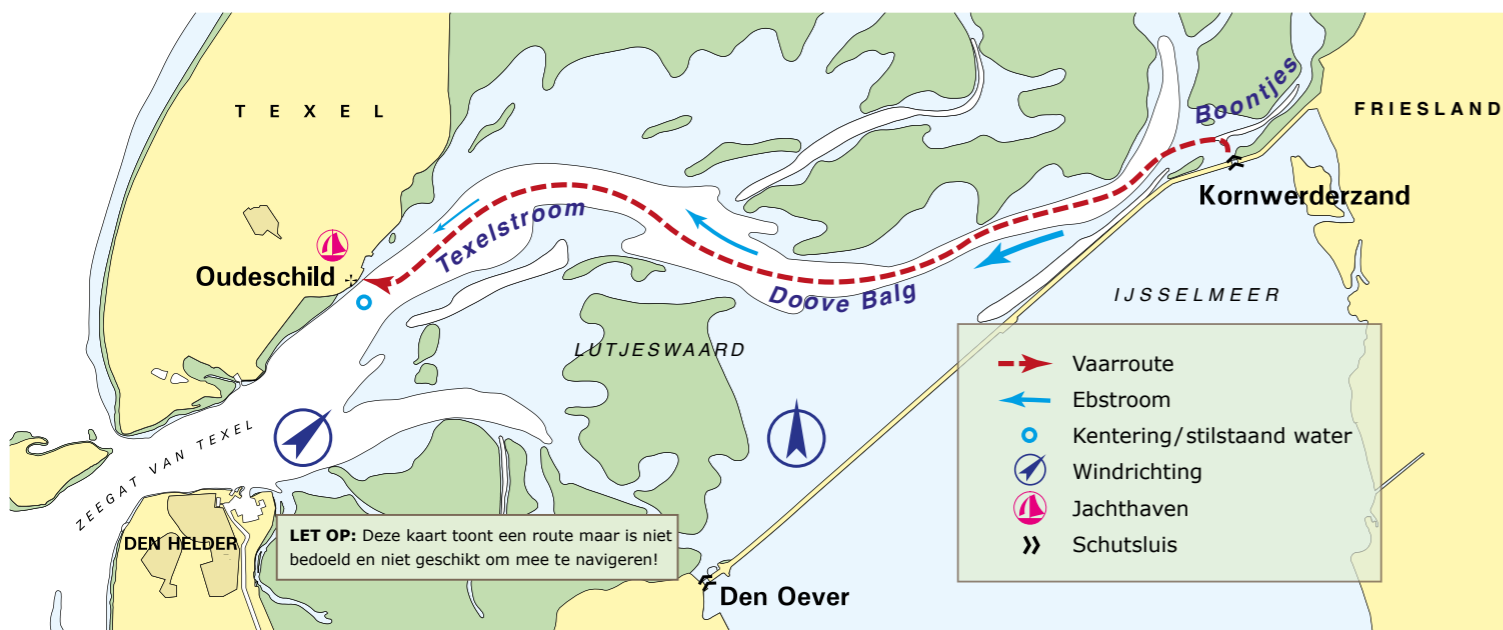 TEXEL
Boontjes
FRIESLAND
Kornwerderzand
Texelstroom
Oudeschild
Doove Balg
IJSSELMEER
LUTJESWAARD
ZEEGAT VAN TEXEL
DEN HELDER
LET OP: Deze kaart toont een route maar is niet
bedoeld en niet geschikt om mee te navigeren!
Den Oever
Vaarroute
Ebstroom
Kentering/stilstaand water
Windrichting
Jachthaven
Schutsluis